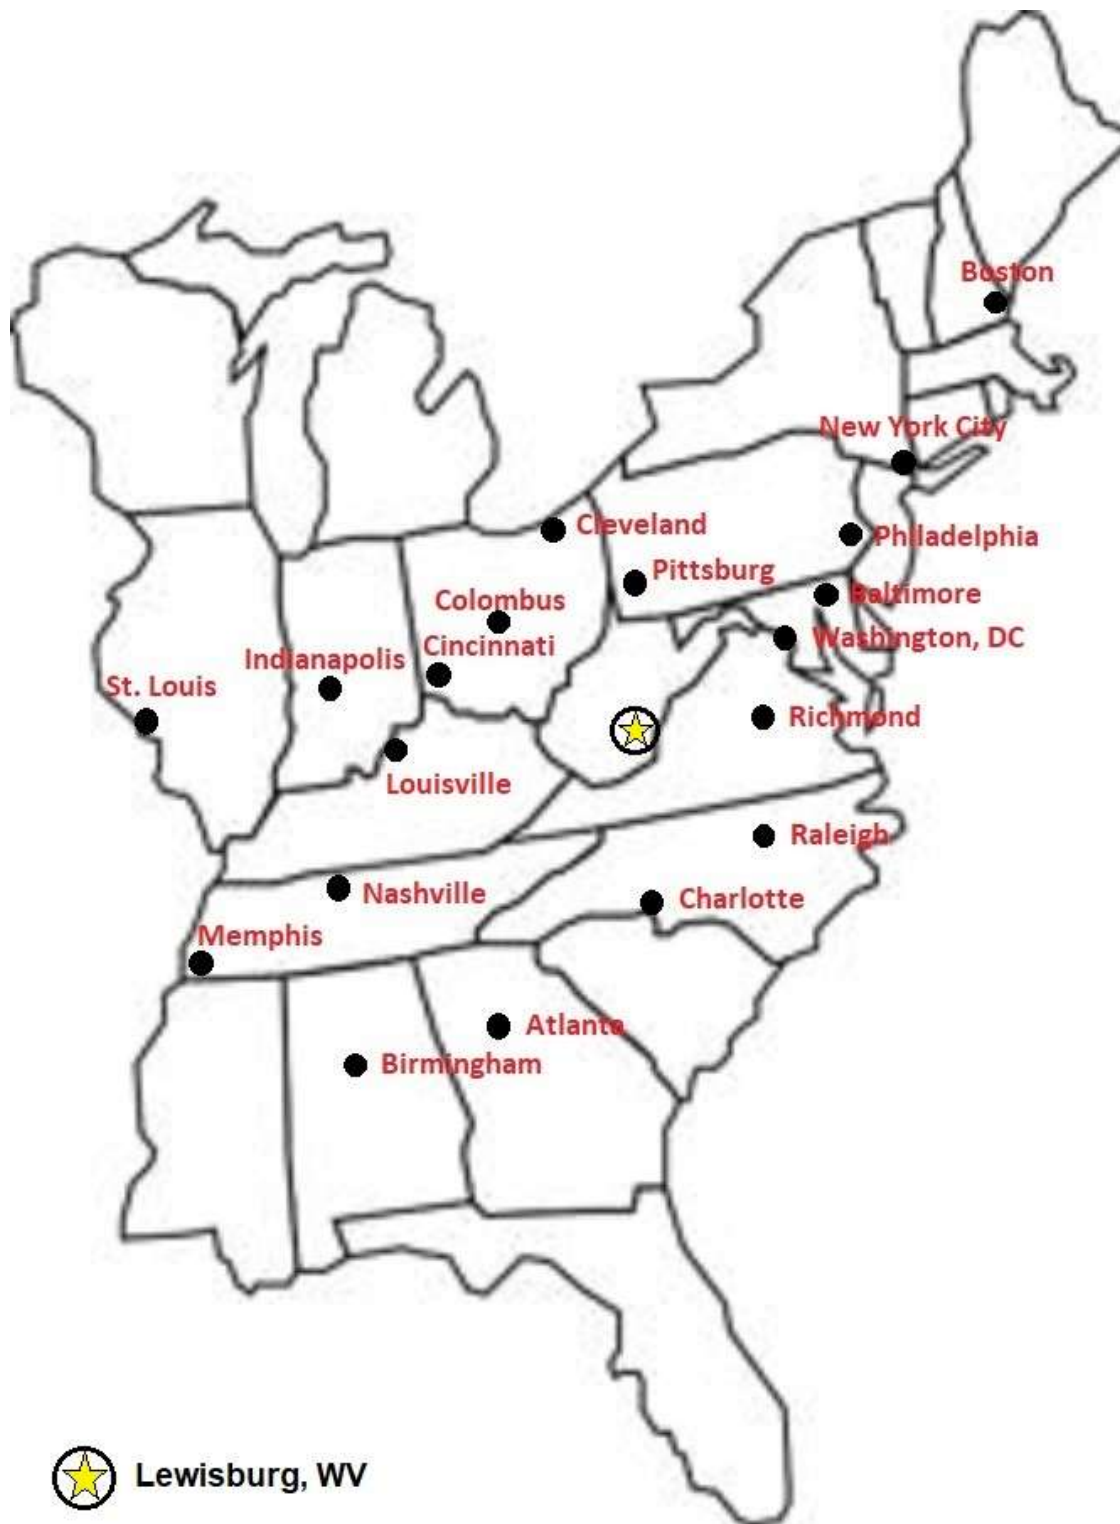 Boston
New York City
Cleveland
Philadelphia
Pittsburg
Baltimore
Colombus
Washington, DC
Cincinnati
Indianapolis
St. Louis
Richmond
Louisville
Raleigh
Nashville
Charlotte
Memphis
Atlanta
Birmingham
Lewisburg, WV